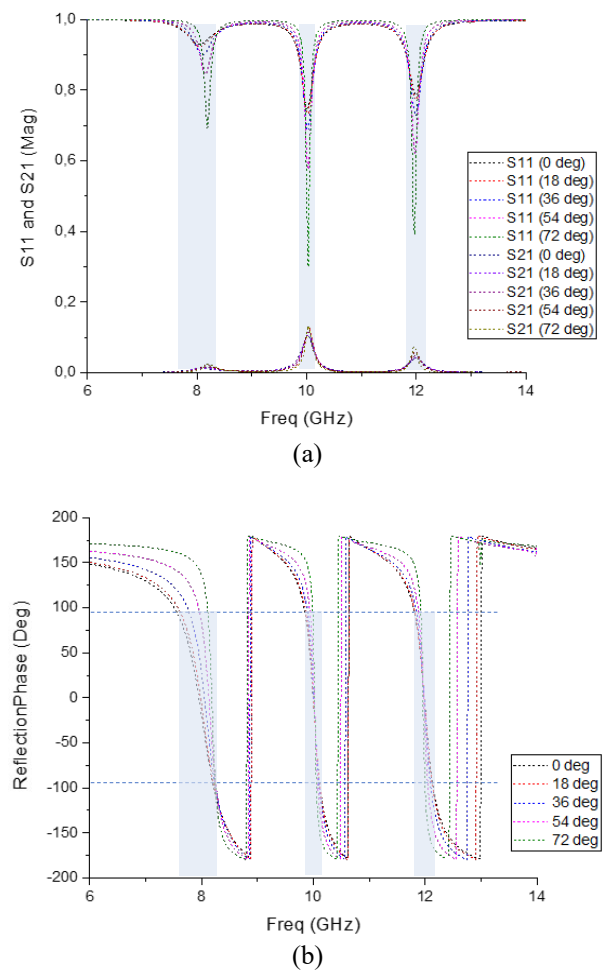 1.0
0.8
0.6
0.4
0,2
0,0
S11 and S21 (Mag)
6
8
10
12
14
Freq (GHz)
S11 (0 deg)
S11 (18 deg)
S11 (36 deg)
S11 (54 deg)
S11 (72 deg)
S21 (0 deg)
S21 (18 deg)
S21 (36 deg)
S21 (54 deg)
S21 (72 deg)
(a)
200
150
100
50
0
-50
-100
-150
-200
ReflectionPhase (Deg)
6
8
10
12
14
Freq (GHz)
0 deg
18 deg
36 deg
54 deg
72 deg
(b)